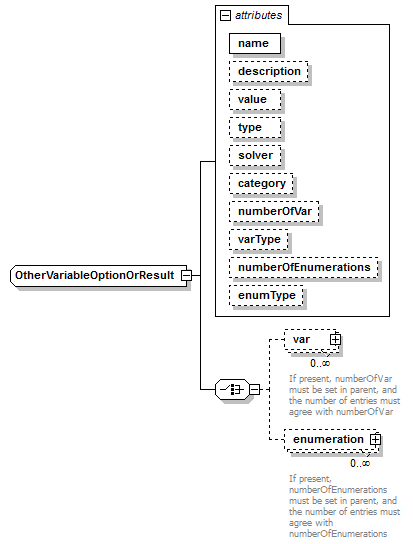 attributes
name
description
value
type
solver
category
numberOfVar
varType
numberOfEnumerations
enumType
OtherVariableOptionOrResult
var
0..∞
If present, numberOfVar
must be set in parent, and
the number of entries must
agree with numberOfVar
enumeration
0..∞
If present,
numberOfEnumerations
must be set in parent, and
the number of entries must
agree with
numberOfEnumerations